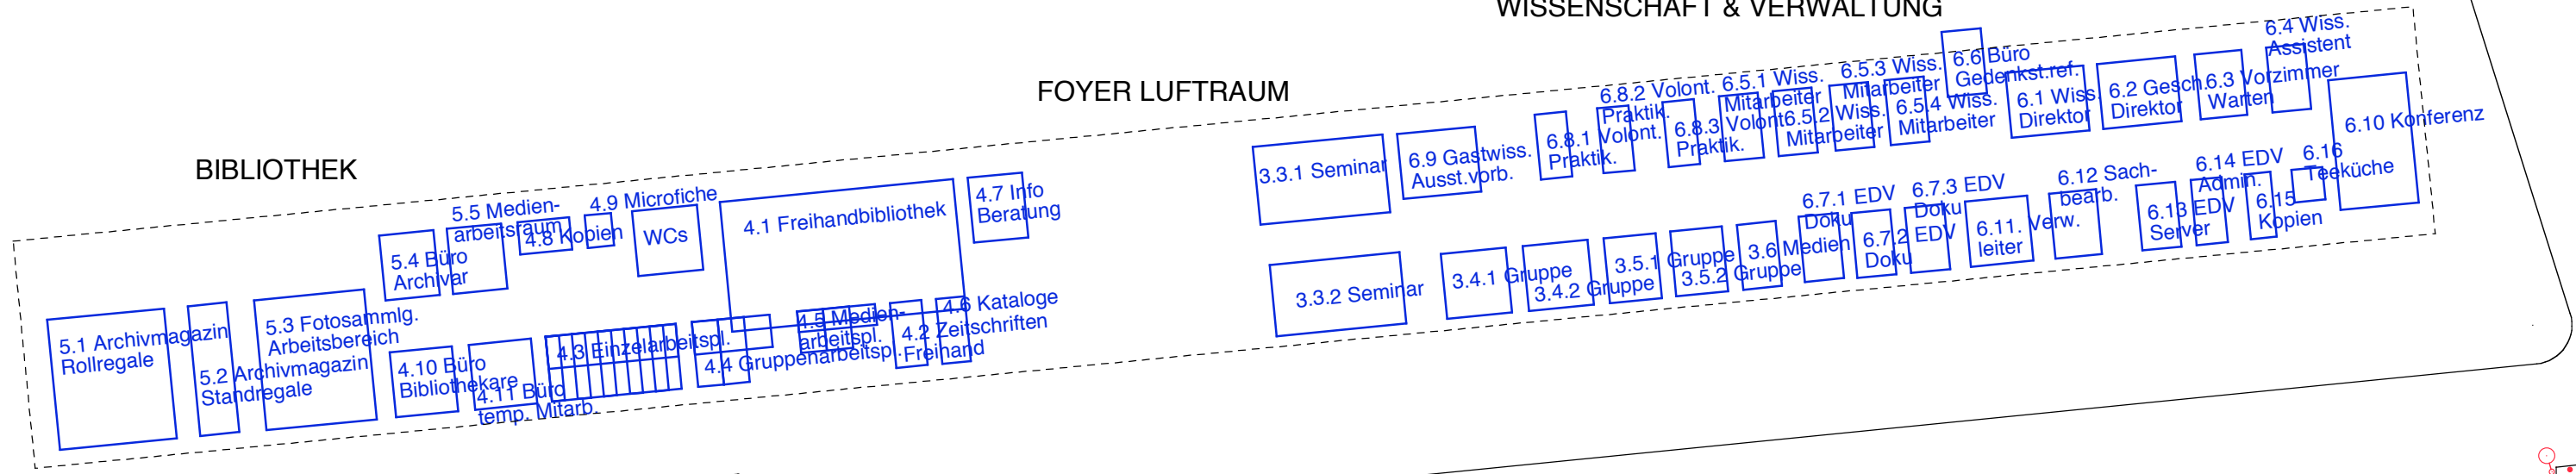 WISSENSCHAFT & VERWALTUNG
FOYER LUFTRAUM
BIBLIOTHEK
5.1 Archivmagazin
Rollregale
5.2 Archivmagazin
Standregale
5.3 Fotosammlg.
Arbeitsbereich
5.4 Büro
Archivar
5.5 Medien-
arbeitsraum
4.8 Kopien
4.9 Microfiche
WCs
4.10 Büro
Bibliothekare
4.11 Büro
temp. Mitarb.
4.3 Einzelarbeitspl.
4.4 Gruppenarbeitspl.
4.1 Freihandbibliothek
4.5 Medien-
arbeitspl.
4.2 Zeitschriften
Freihand
4.6 Kataloge
4.7 Info
Beratung
3.3.1 Seminar
3.3.2 Seminar
6.9 Gastwiss.
Ausst.vorb.
3.4.1 Gruppe
3.4.2 Gruppe
3.5.1 Gruppe
3.5.2 Gruppe
3.6 Medien
6.8.1 Volont.
Praktik.
6.8.2 Volont.
Praktik.
6.8.3 Volont.
Praktik.
6.5.1 Wiss.
Mitarbeiter
6.5.2 Wiss.
Mitarbeiter
6.5.3 Wiss.
Mitarbeiter
6.5.4 Wiss.
Mitarbeiter
6.6 Büro
Gedenkst.ref.
6.1 Wiss.
Direktor
6.2 Gesch.
Direktor
6.3 Vorzimmer
Warten
6.4 Wiss.
Assistent
6.10 Konferenz
6.7.1 EDV
Doku
6.7.2 EDV
Doku
6.7.3 EDV
Doku
6.11. Verw.
leiter
6.12 Sach-
bearb.
6.13 EDV
Server
6.14 EDV
Admin.
6.15
Kopien
6.16
Teeküche